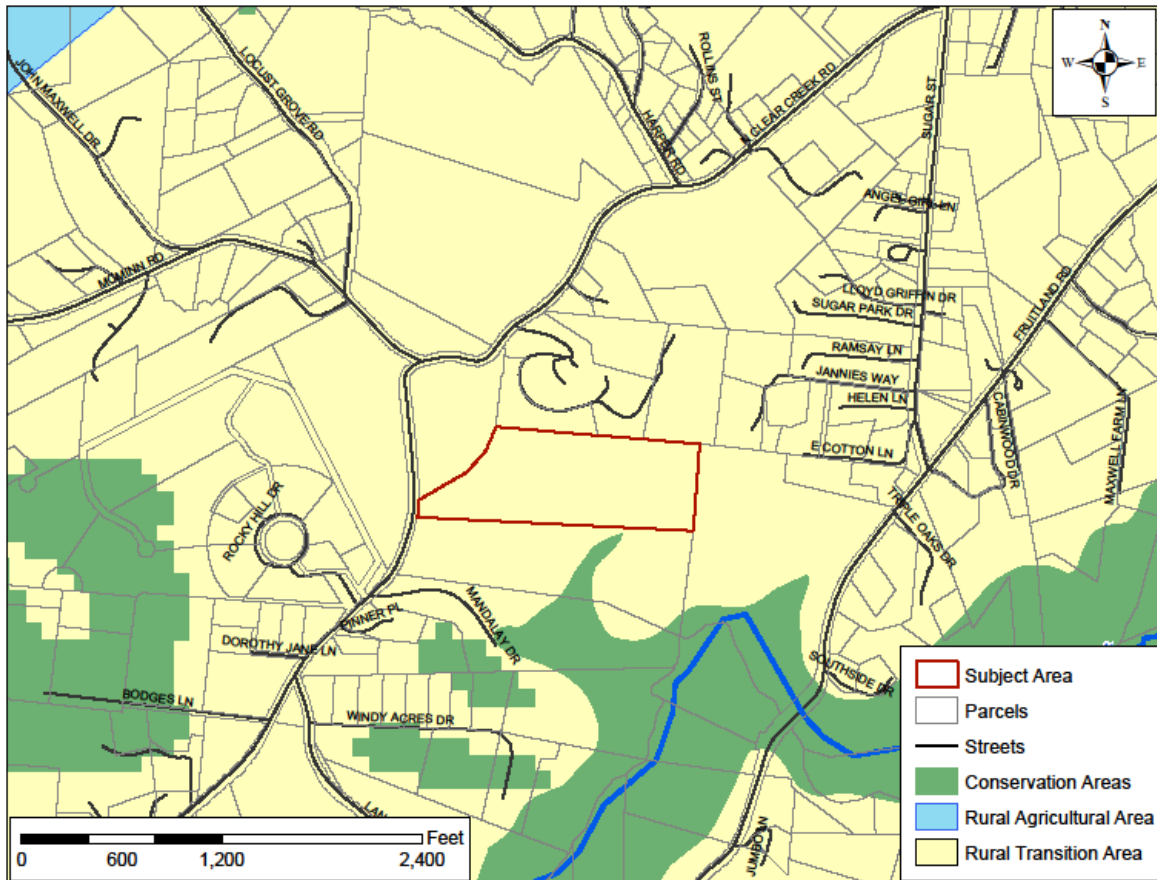 N
W E
S
ROLLINS ST
JOHN MAXWELL DR
LOCUST GROVE RD
N CLEAR CREEK RD
SUGAR ST
HARPER RD
ANGEL GIRL LN
MCMINN RD
FRUITLAND RD
LLOYD GRIFFIN DR
SUGAR PARK DR
RAMSAY LN
JANNIES WAY
HELEN LN
CABINWOOD DR
MAXWELL FARM LN
E COTTON LN
TRIPLE OAKS DR
ROCKY HILL DR
MANDALAY DR
PINNER PL
DOROTHY JANE LN
SOUTHSIDE DR
BODGES LN
WINDY ACRES DR
LAN
JUMBO LN
Subject Area
Parcels
Streets
Conservation Areas
Rural Agricultural Area
Rural Transition Area
Feet
0 600 1,200 2,400